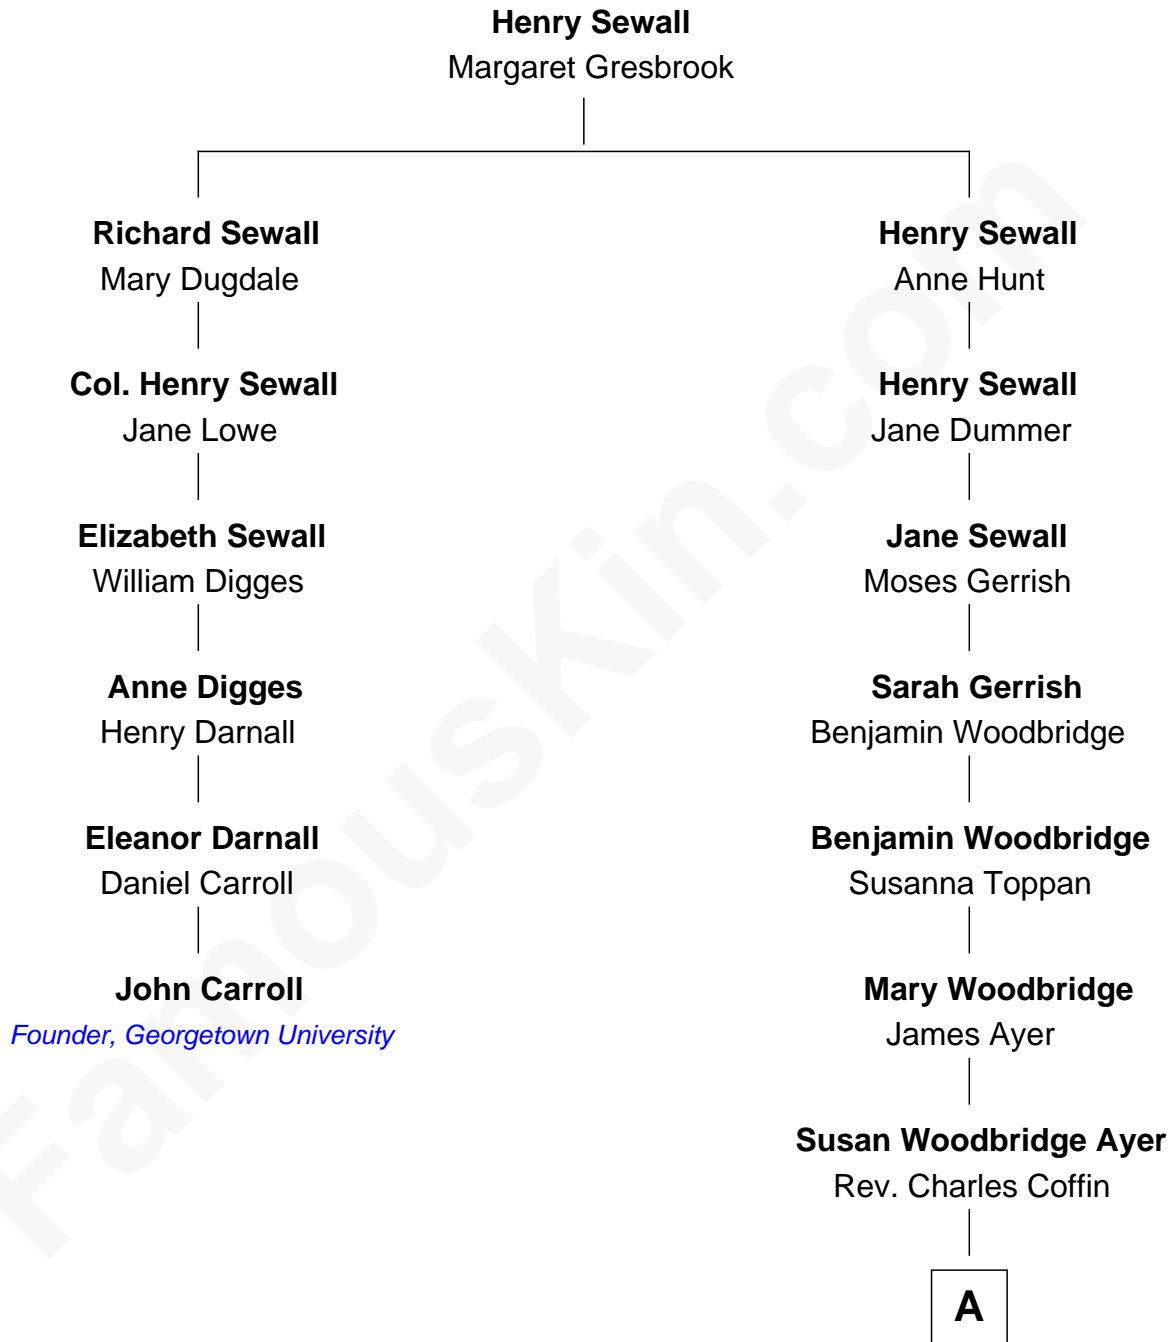 Henry Sewall
Margaret Gresbrook
Richard Sewall
Mary Dugdale
Henry Sewall
Anne Hunt
Col. Henry Sewall
Jane Lowe
Henry Sewall
Jane Dummer
Elizabeth Sewall
William Digges
Jane Sewall
Moses Gerrish
Anne Digges
Henry Darnall
Sarah Gerrish
Benjamin Woodbridge
Eleanor Darnall
Daniel Carroll
Benjamin Woodbridge
Susanna Toppan
John Carroll
Founder, Georgetown University
Mary Woodbridge
James Ayer
Susan Woodbridge Ayer
Rev. Charles Coffin
A
FamousKin.com